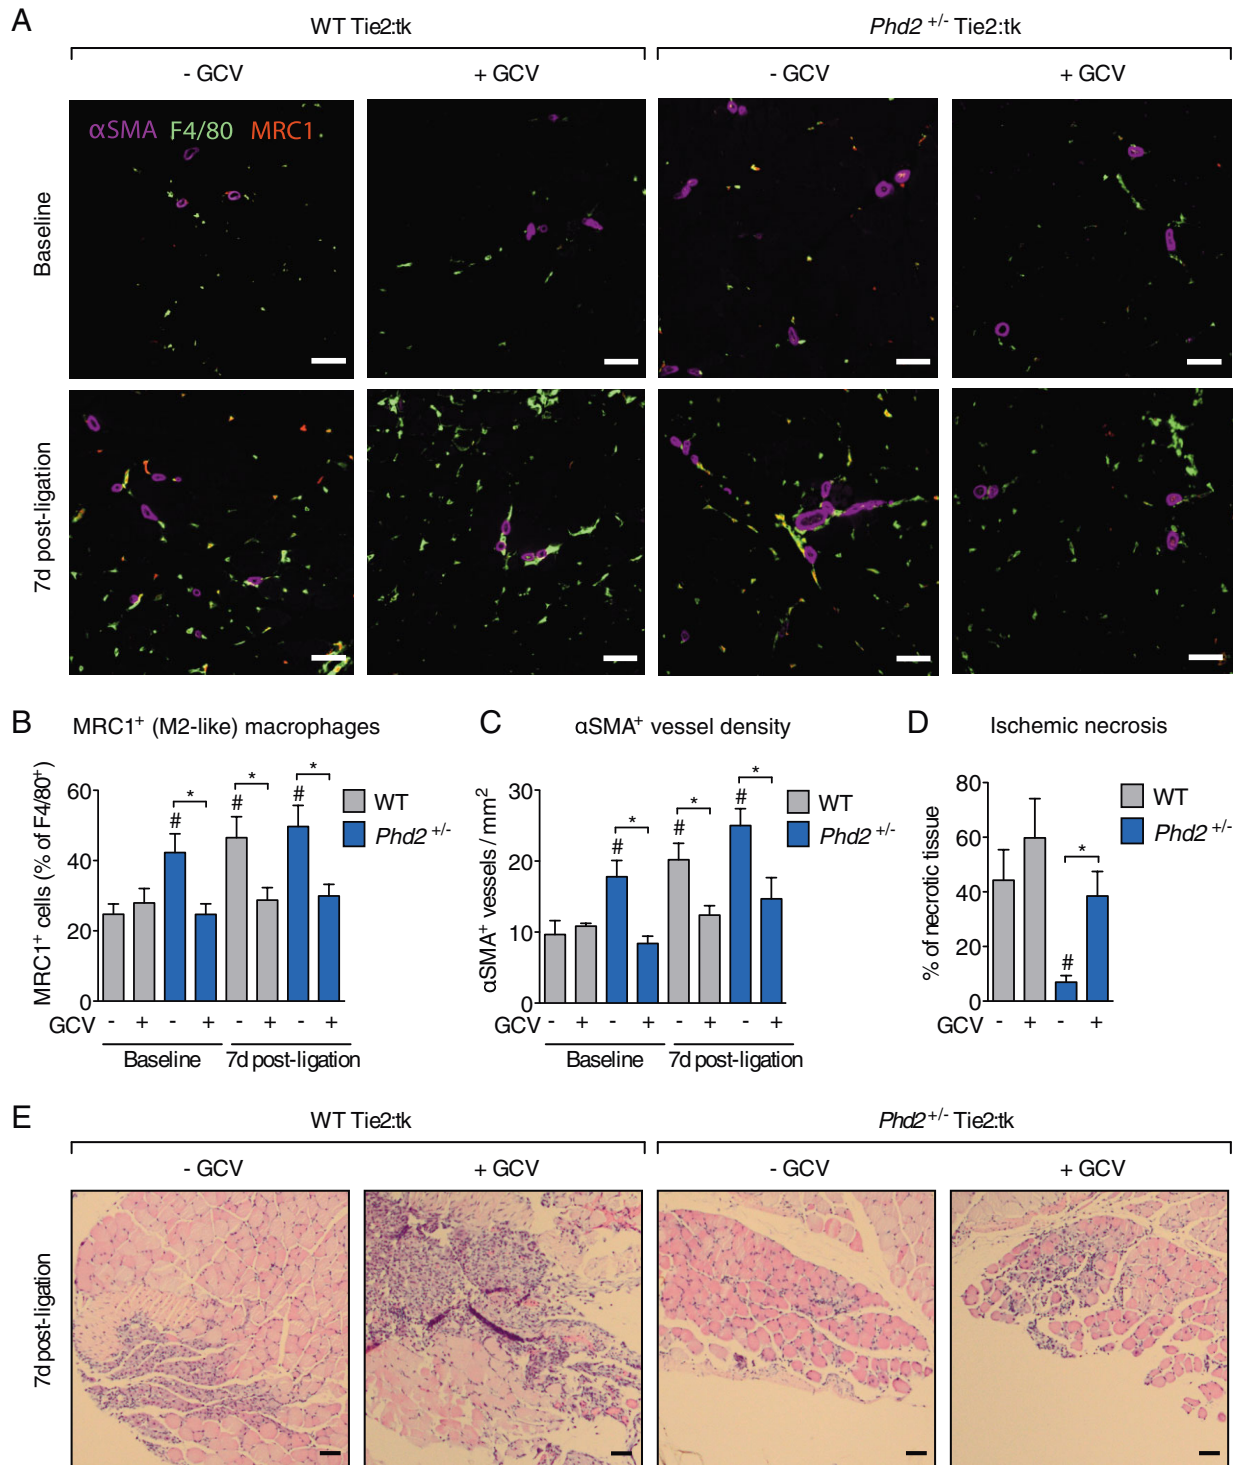 A
WT Tie2:tk
Phd2 +/- Tie2:tk
- GCV
+ GCV
- GCV
+ GCV
αSMA F4/80 MRC1
Baseline
7d post-ligation
B
MRC1+ (M2-like) macrophages
MRC1+ cells (% of F4/80+)
60
40
20
0
# * # * # *
WT
Phd2 +/-
GCV - + - + - + - +
Baseline 7d post-ligation
C
αSMA+ vessel density
αSMA+ vessels / mm2
30
20
10
0
# * # * # *
WT
Phd2 +/-
GCV - + - + - + - +
Baseline 7d post-ligation
D
Ischemic necrosis
% of necrotic tissue
80
60
40
20
0
# *
WT
Phd2 +/-
GCV - + - +
E
WT Tie2:tk
Phd2+/- Tie2:tk
- GCV
+ GCV
- GCV
+ GCV
7d post-ligation